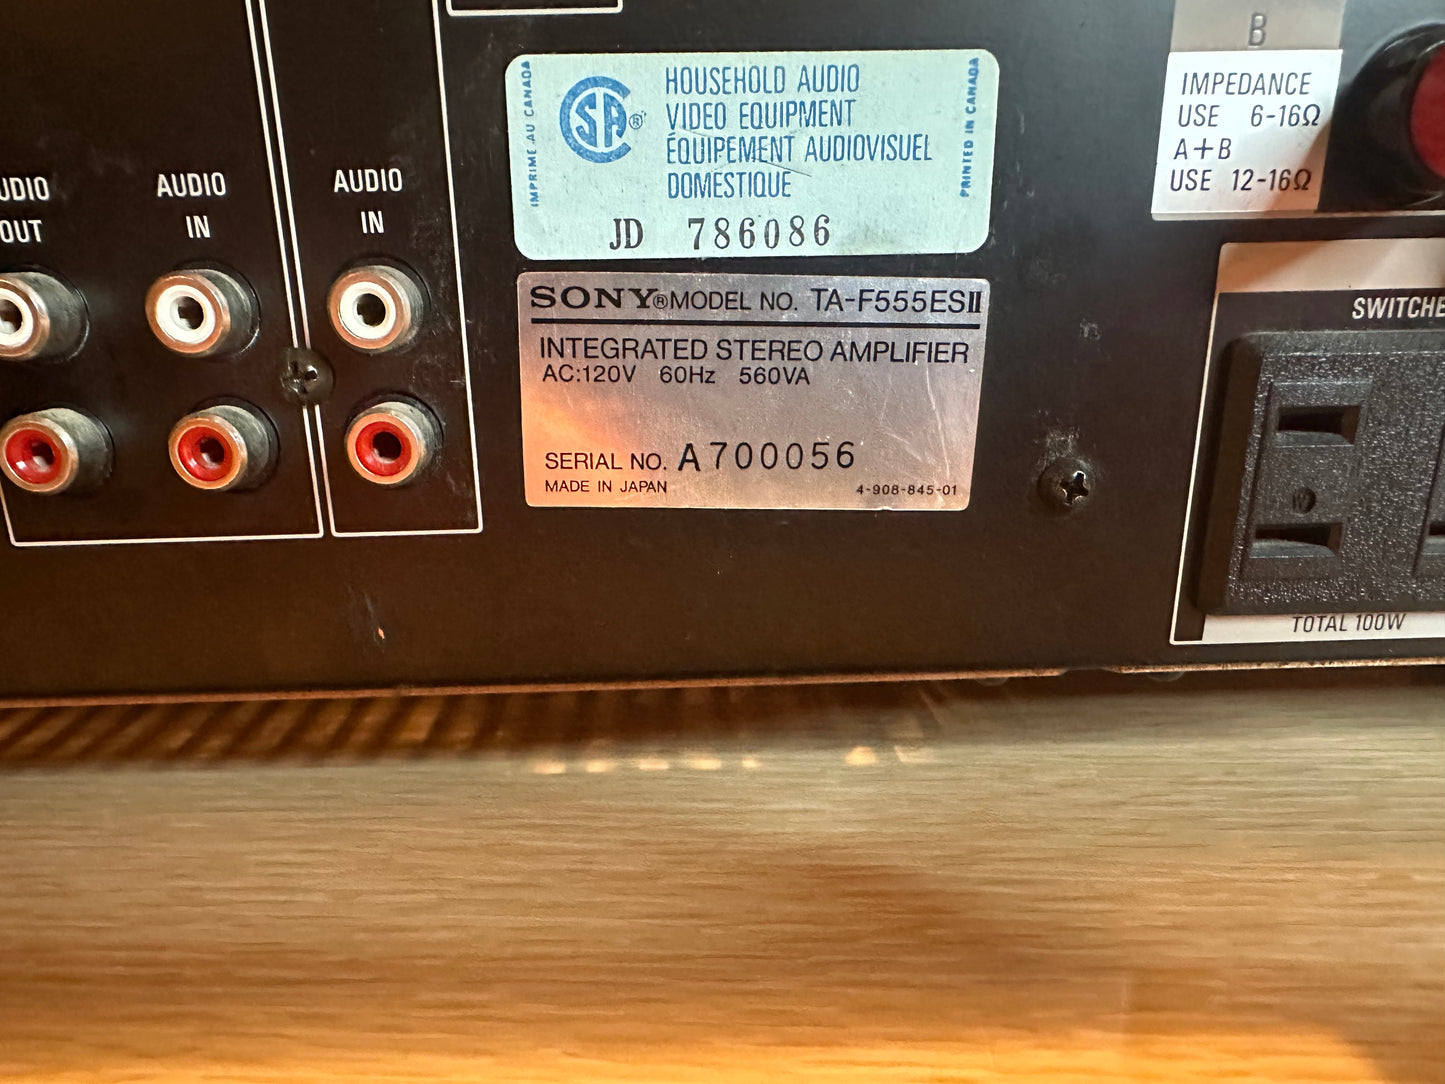 B
IMPEDANCE
USE 6-16Ω
A+B
USE 12-16Ω
IMPRIMÉ AU CANADA
CSA®
HOUSEHOLD AUDIO
VIDEO EQUIPMENT
ÉQUIPEMENT AUDIOVISUEL
DOMESTIQUE
PRINTED IN CANADA
JD 786086
UDIO
OUT
AUDIO
IN
AUDIO
IN
SONY® MODEL NO. TA-F555ESII
INTEGRATED STEREO AMPLIFIER
AC:120V 60Hz 560VA
SERIAL NO. A700056
MADE IN JAPAN 4-908-845-01
SWITCHE
W
TOTAL 100W